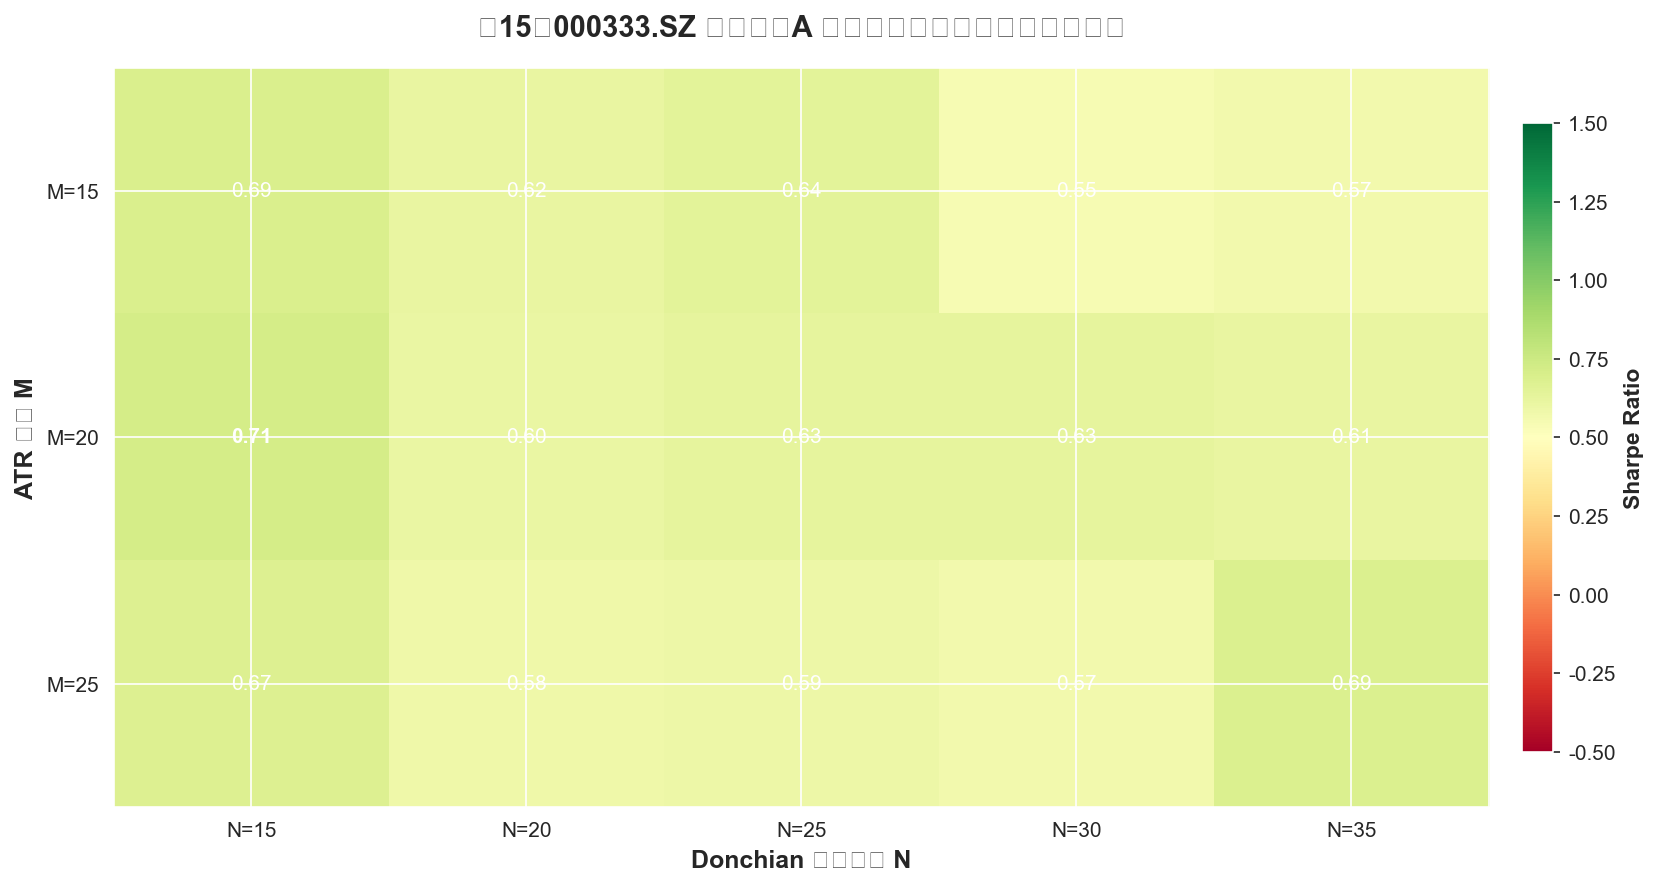 □15□000333.SZ □□□□A □□□□□□□□□□□□□□
M=15 0.69 0.62 0.64 0.55 0.57
M=20 0.71 0.60 0.63 0.63 0.61
M=25 0.67 0.58 0.59 0.57 0.69
N=15 N=20 N=25 N=30 N=35
Donchian □□□□ N
ATR □□ M
1.50
1.25
1.00
0.75
0.50
0.25
0.00
-0.25
-0.50
Sharpe Ratio